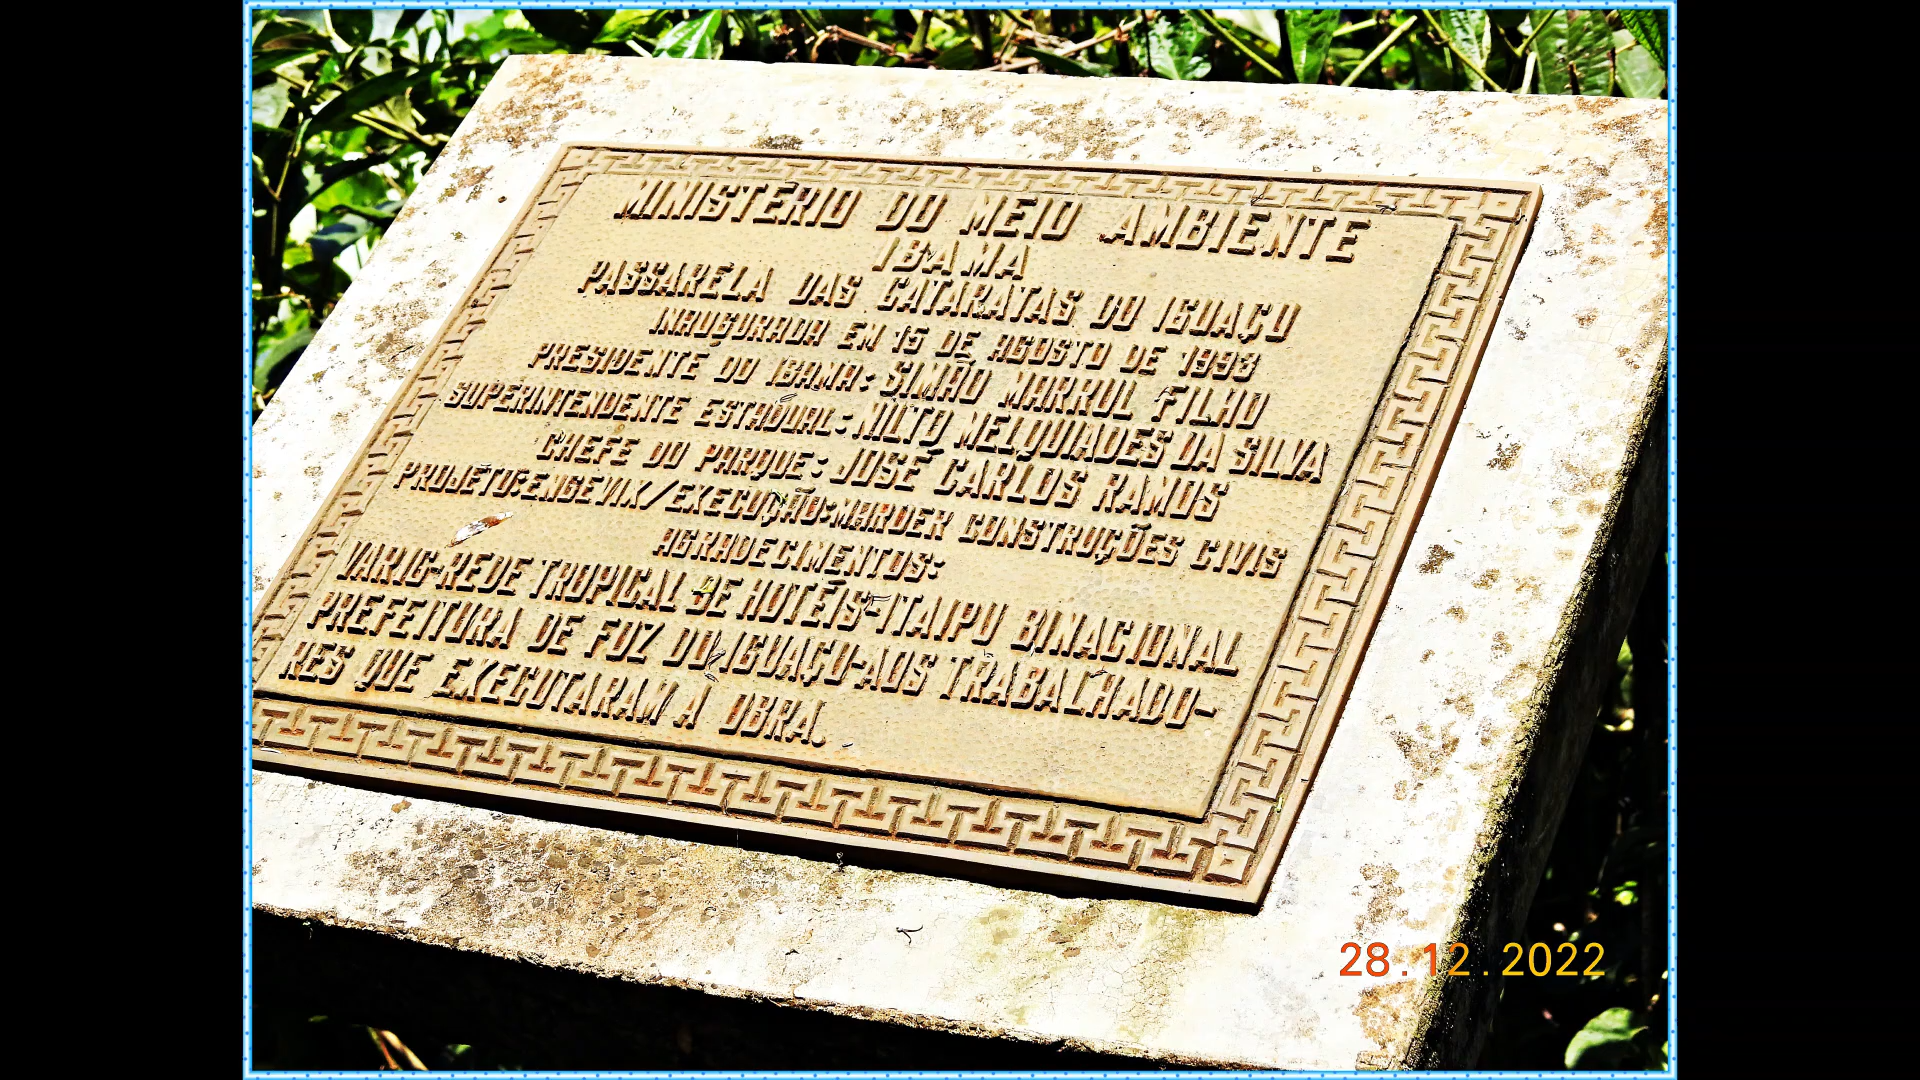 MINISTÉRIO DO MEIO AMBIENTE
IBAMA
PASSARELA DAS CATARATAS DO IGUAÇU
INAUGURADA EM 15 DE AGOSTO DE 1993
PRESIDENTE DO IBAMA: SIMÃO MARRUL FILHO
SUPERINTENDENTE ESTADUAL: NILTO MELQUIADES DA SILVA
CHEFE DO PARQUE: JOSÉ CARLOS RAMOS
PROJETO:ENGEVIX/EXECUÇÃO:MARDER CONSTRUÇÕES CIVIS
AGRADECIMENTOS:
VARIG-REDE TROPICAL DE HOTÉIS-ITAIPU BINACIONAL
PREFEITURA DE FOZ DO IGUAÇU-AOS TRABALHADO-
RES QUE EXECUTARAM A OBRA.
28.12.2022